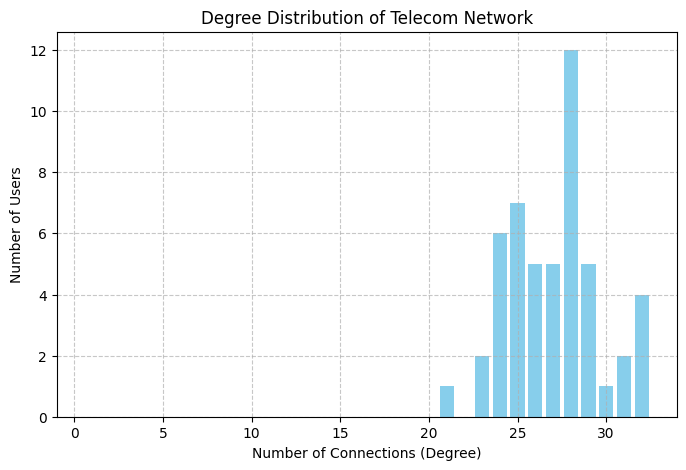 Degree Distribution of Telecom Network
Number of Users
12
10
8
6
4
2
0
0 5 10 15 20 25 30
Number of Connections (Degree)